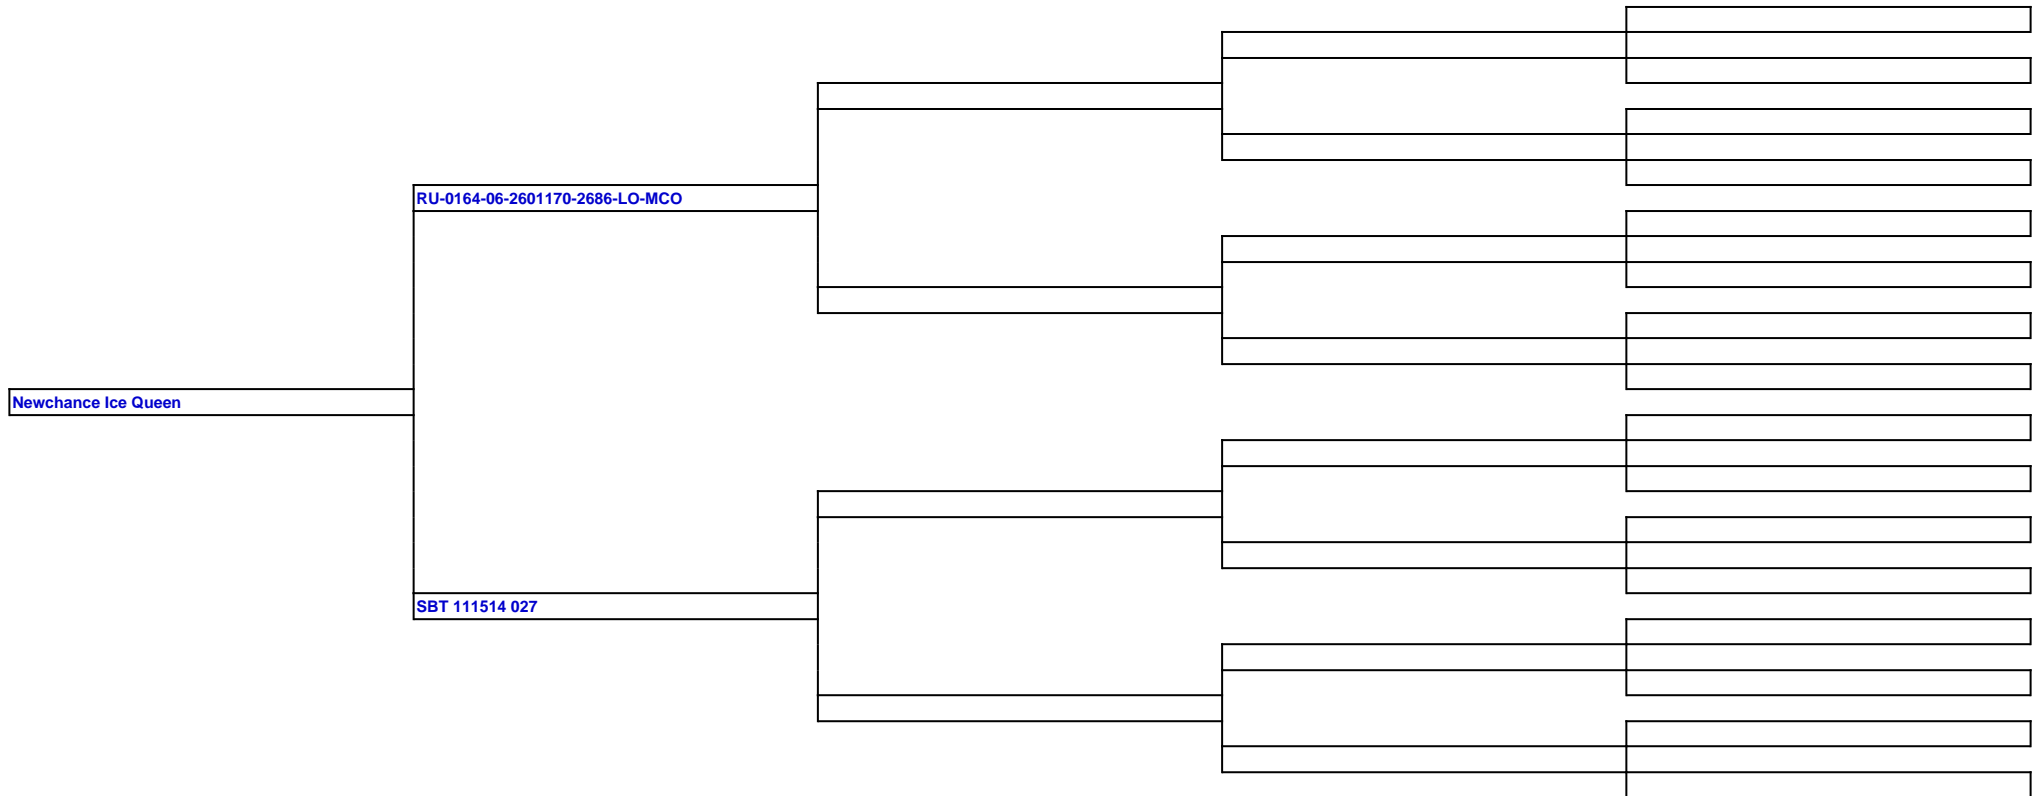 RU-0164-06-2601170-2686-LO-MCO
Newchance Ice Queen
SBT 111514 027